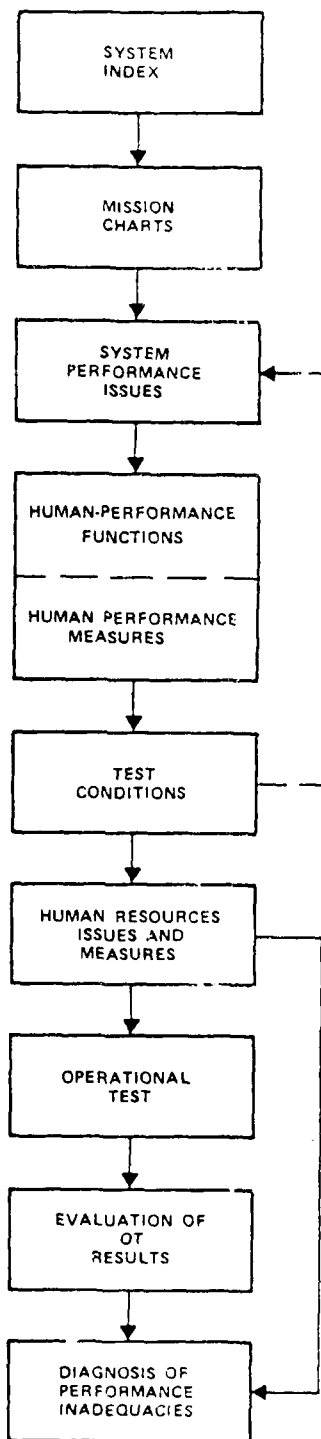 SYSTEM
INDEX
MISSION
CHARTS
SYSTEM
PERFORMANCE
ISSUES
HUMAN-PERFORMANCE
FUNCTIONS
HUMAN PERFORMANCE
MEASURES
TEST
CONDITIONS
HUMAN RESOURCES
ISSUES AND
MEASURES
OPERATIONAL
TEST
EVALUATION OF
OT
RESULTS
DIAGNOSIS OF
PERFORMANCE
INADEQUACIES